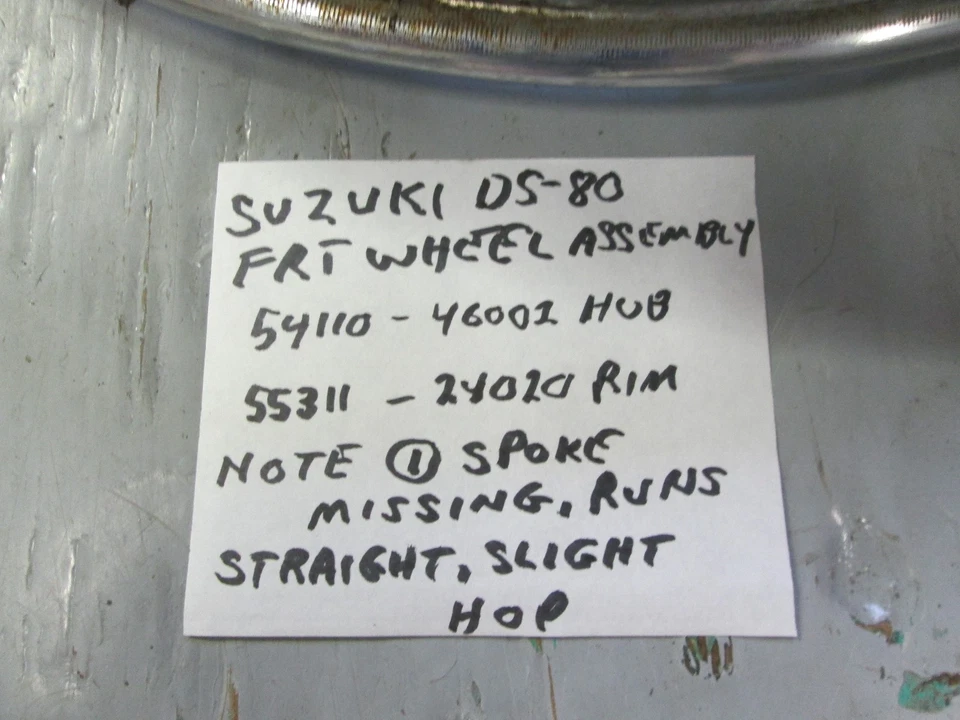 SUZUKI DS-80
FRT WHEEL ASSEMBLY
54110 - 46001 HUB
55311 - 24020 RIM
NOTE ① SPOKE
MISSING, RUNS
STRAIGHT, SLIGHT
HOP